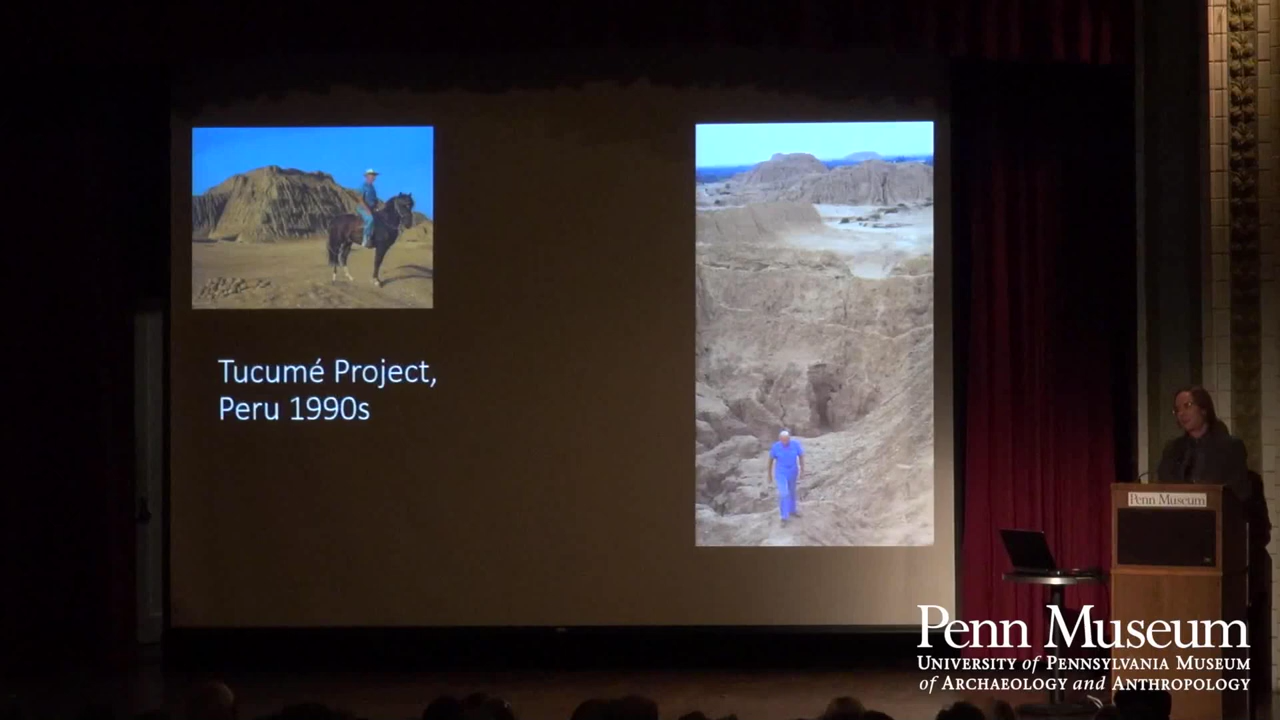 Tucumé Project,
Peru 1990s
Penn Museum
Penn Museum
University of Pennsylvania Museum
of Archaeology and Anthropology